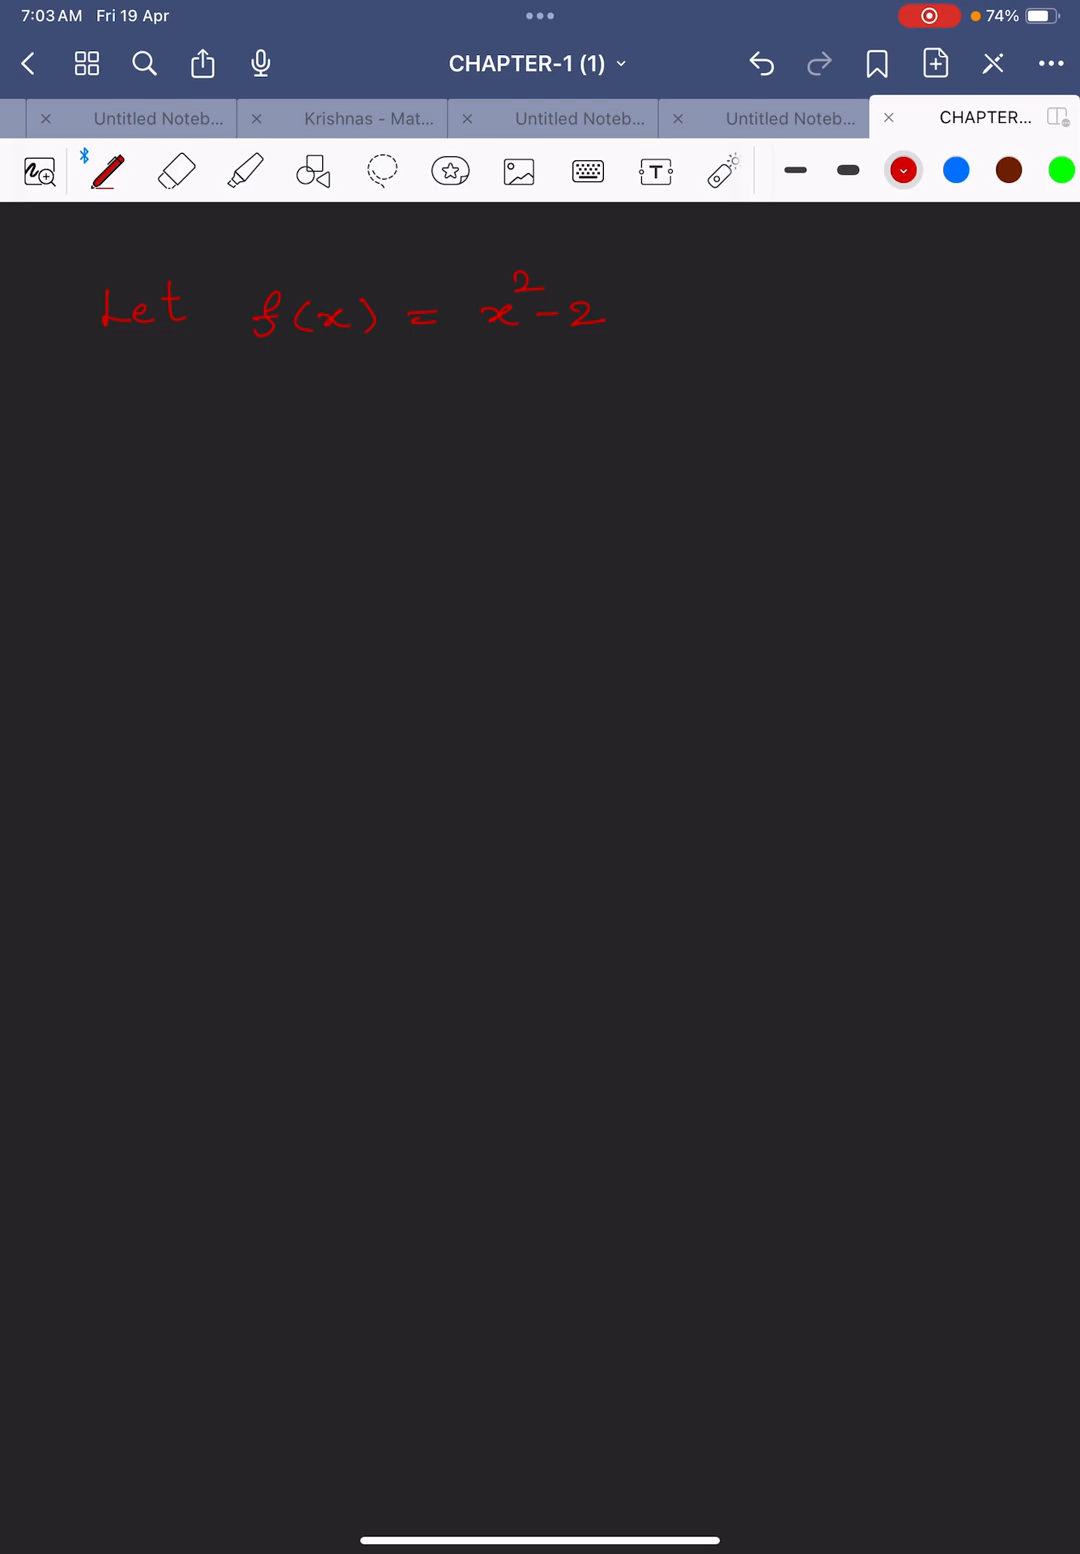 7:03 AM Fri 19 Apr
74%
CHAPTER-1 (1)
Untitled Noteb...
Krishnas - Mat...
Untitled Noteb...
Untitled Noteb...
CHAPTER...
T
Let f(x) = x² - 2